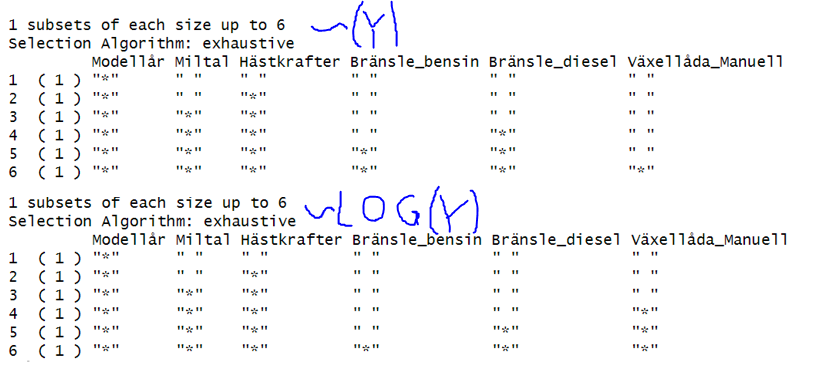 1 subsets of each size up to 6 ~(Y)
Selection Algorithm: exhaustive
Modellår Miltal Hästkrafter Bränsle_bensin Bränsle_diesel Växellåda_Manuell
1 ( 1 ) "*" " " " " " " " " " "
2 ( 1 ) "*" " " "*" " " " " " "
3 ( 1 ) "*" "*" "*" " " " " " "
4 ( 1 ) "*" "*" "*" " " "*" " "
5 ( 1 ) "*" "*" "*" "*" "*" " "
6 ( 1 ) "*" "*" "*" "*" "*" "*"
1 subsets of each size up to 6
Selection Algorithm: exhaustive ~LOG(Y)
Modellår Miltal Hästkrafter Bränsle_bensin Bränsle_diesel Växellåda_Manuell
1 ( 1 ) "*" " " " " " " " " " "
2 ( 1 ) "*" " " "*" " " " " " "
3 ( 1 ) "*" "*" "*" " " " " " "
4 ( 1 ) "*" "*" "*" " " " " "*"
5 ( 1 ) "*" "*" "*" " " "*" "*"
6 ( 1 ) "*" "*" "*" "*" "*" "*"